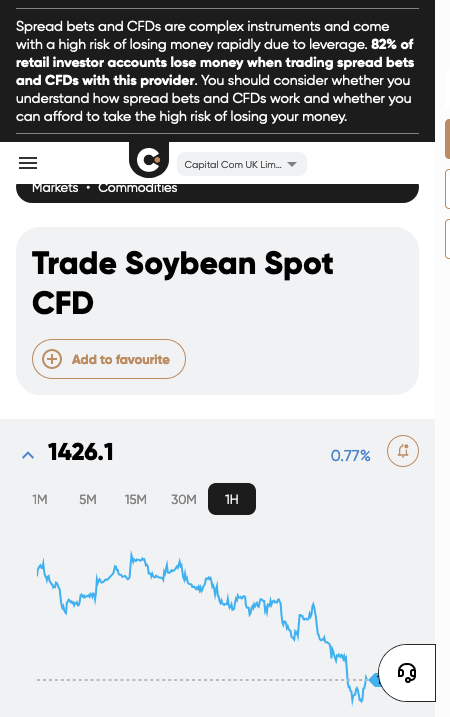 Spread bets and CFDs are complex instruments and come
with a high risk of losing money rapidly due to leverage. 82% of
retail investor accounts lose money when trading spread bets
and CFDs with this provider. You should consider whether you
understand how spread bets and CFDs work and whether you
can afford to take the high risk of losing your money.
Capital Com UK Lim...
Markets • Commodities
Trade Soybean Spot
CFD
Add to favourite
1426.1
0.77%
1M 5M 15M 30M 1H